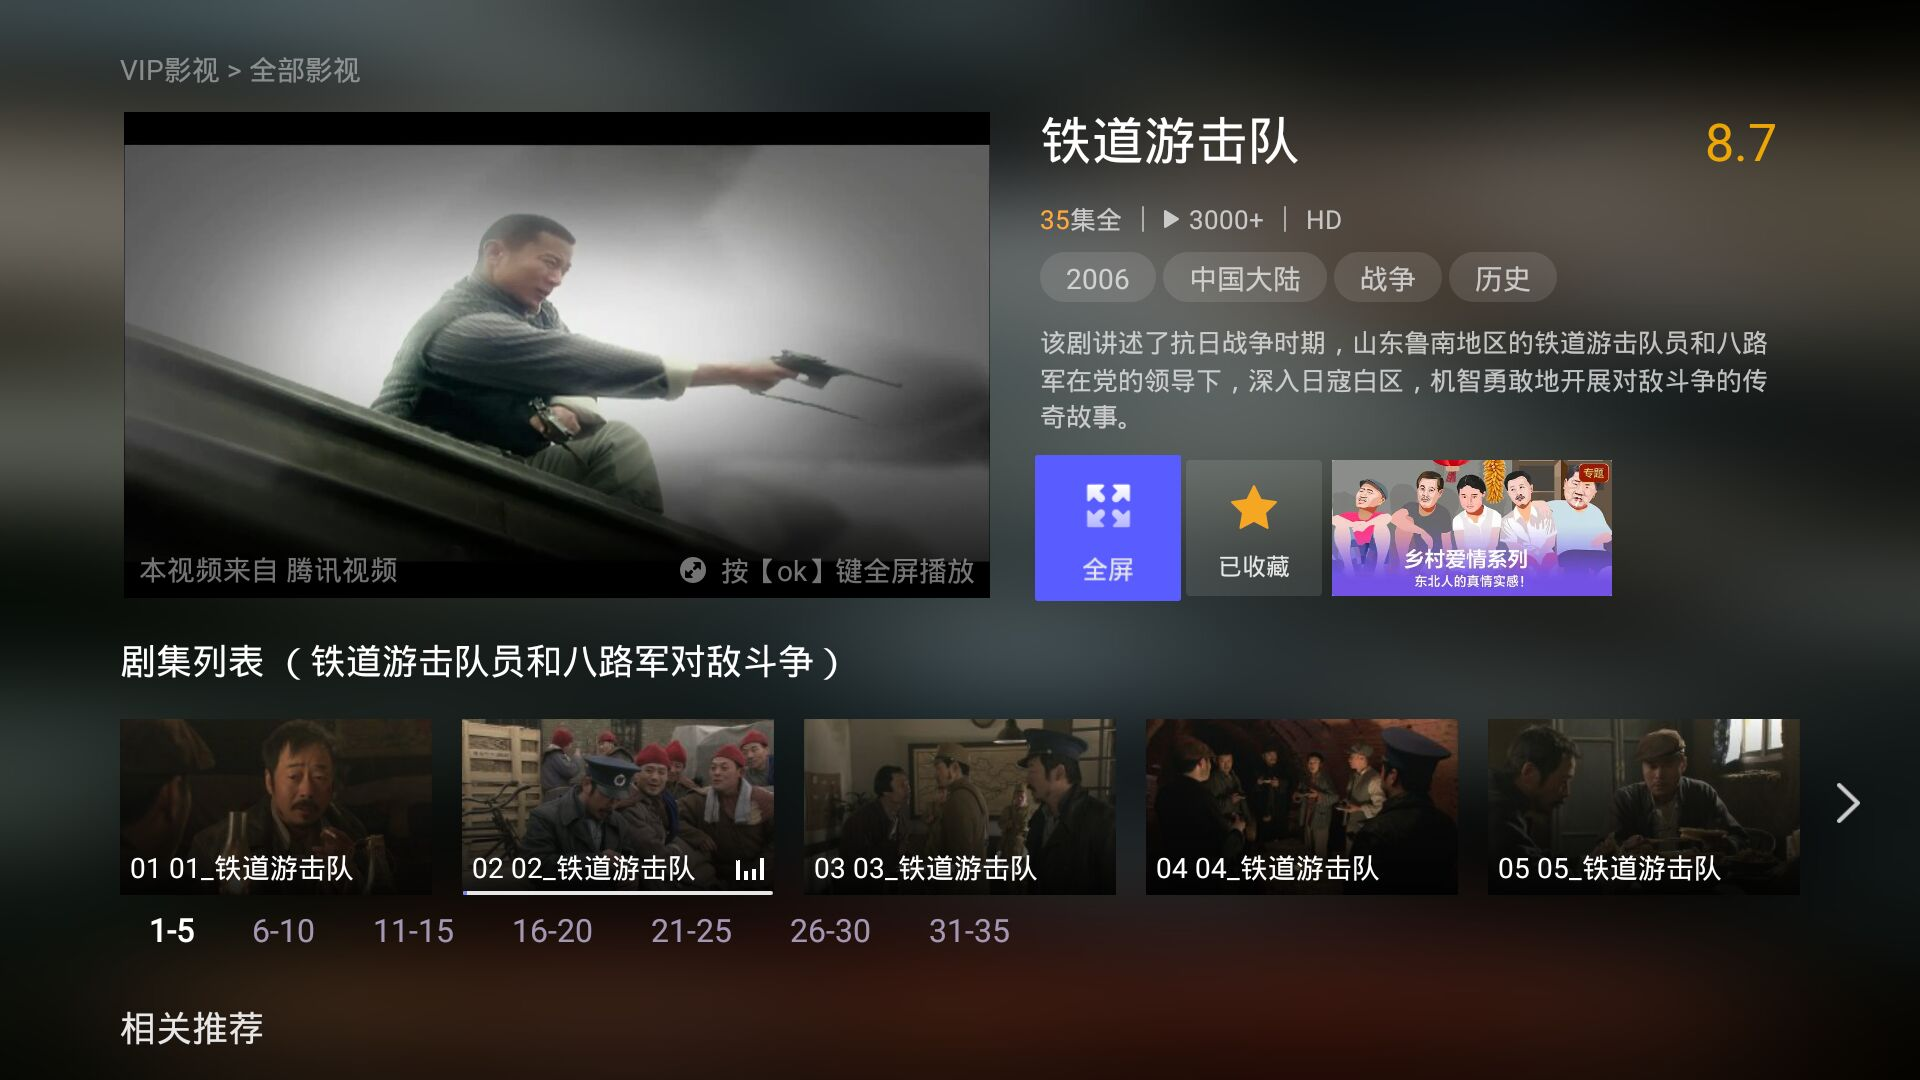 VIP影视 > 全部影视
本视频来自 腾讯视频
按【ok】键全屏播放
铁道游击队
8.7
35集全
3000+
HD
2006
中国大陆
战争
历史
该剧讲述了抗日战争时期，山东鲁南地区的铁道游击队员和八路
军在党的领导下，深入日寇白区，机智勇敢地开展对敌斗争的传
奇故事。
全屏
已收藏
专题
乡村爱情系列
东北人的真情实感！
剧集列表 （铁道游击队员和八路军对敌斗争）
01 01_铁道游击队
02 02_铁道游击队
03 03_铁道游击队
04 04_铁道游击队
05 05_铁道游击队
1-5
6-10
11-15
16-20
21-25
26-30
31-35
相关推荐